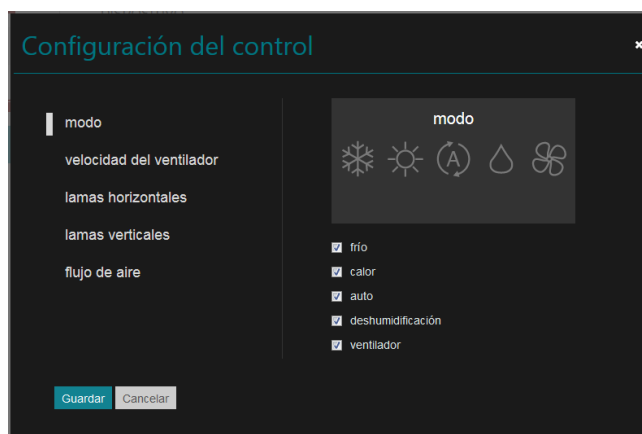 Configuración del control
modo
velocidad del ventilador
lamas horizontales
lamas verticales
flujo de aire
modo
A
frío
calor
auto
deshumidificación
ventilador
Guardar
Cancelar